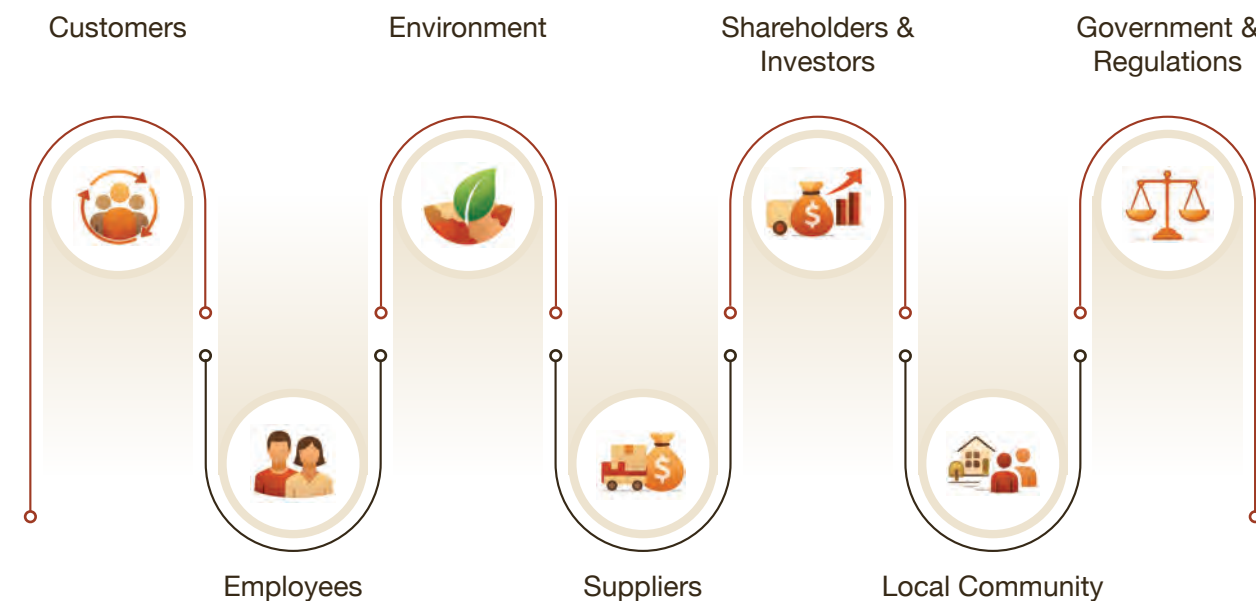 Customers
Environment
Shareholders &
Investors
Government &
Regulations
Employees
Suppliers
Local Community